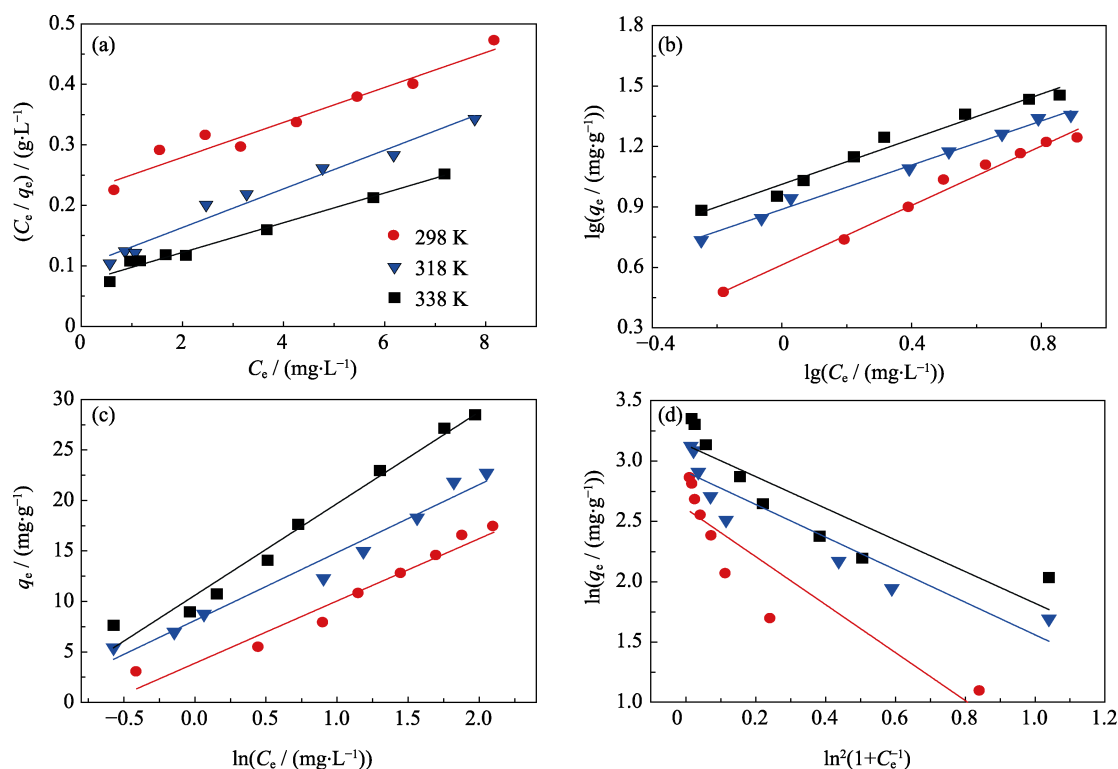 (a)
0.5
0.4
0.3
0.2
0.1
0
0 2 4 6 8
(Cₑ / qₑ) / (g·L⁻¹)
Cₑ / (mg·L⁻¹)
298 K
318 K
338 K
(b)
1.8
1.5
1.2
0.9
0.6
0.3
−0.4 0 0.4 0.8
lg(qₑ / (mg·g⁻¹))
lg(Cₑ / (mg·L⁻¹))
(c)
30
25
20
15
10
5
0
−0.5 0.0 0.5 1.0 1.5 2.0
qₑ / (mg·g⁻¹)
ln(Cₑ / (mg·L⁻¹))
(d)
3.5
3.0
2.5
2.0
1.5
1.0
0 0.2 0.4 0.6 0.8 1.0 1.2
ln(qₑ / (mg·g⁻¹))
ln²(1+Cₑ⁻¹)